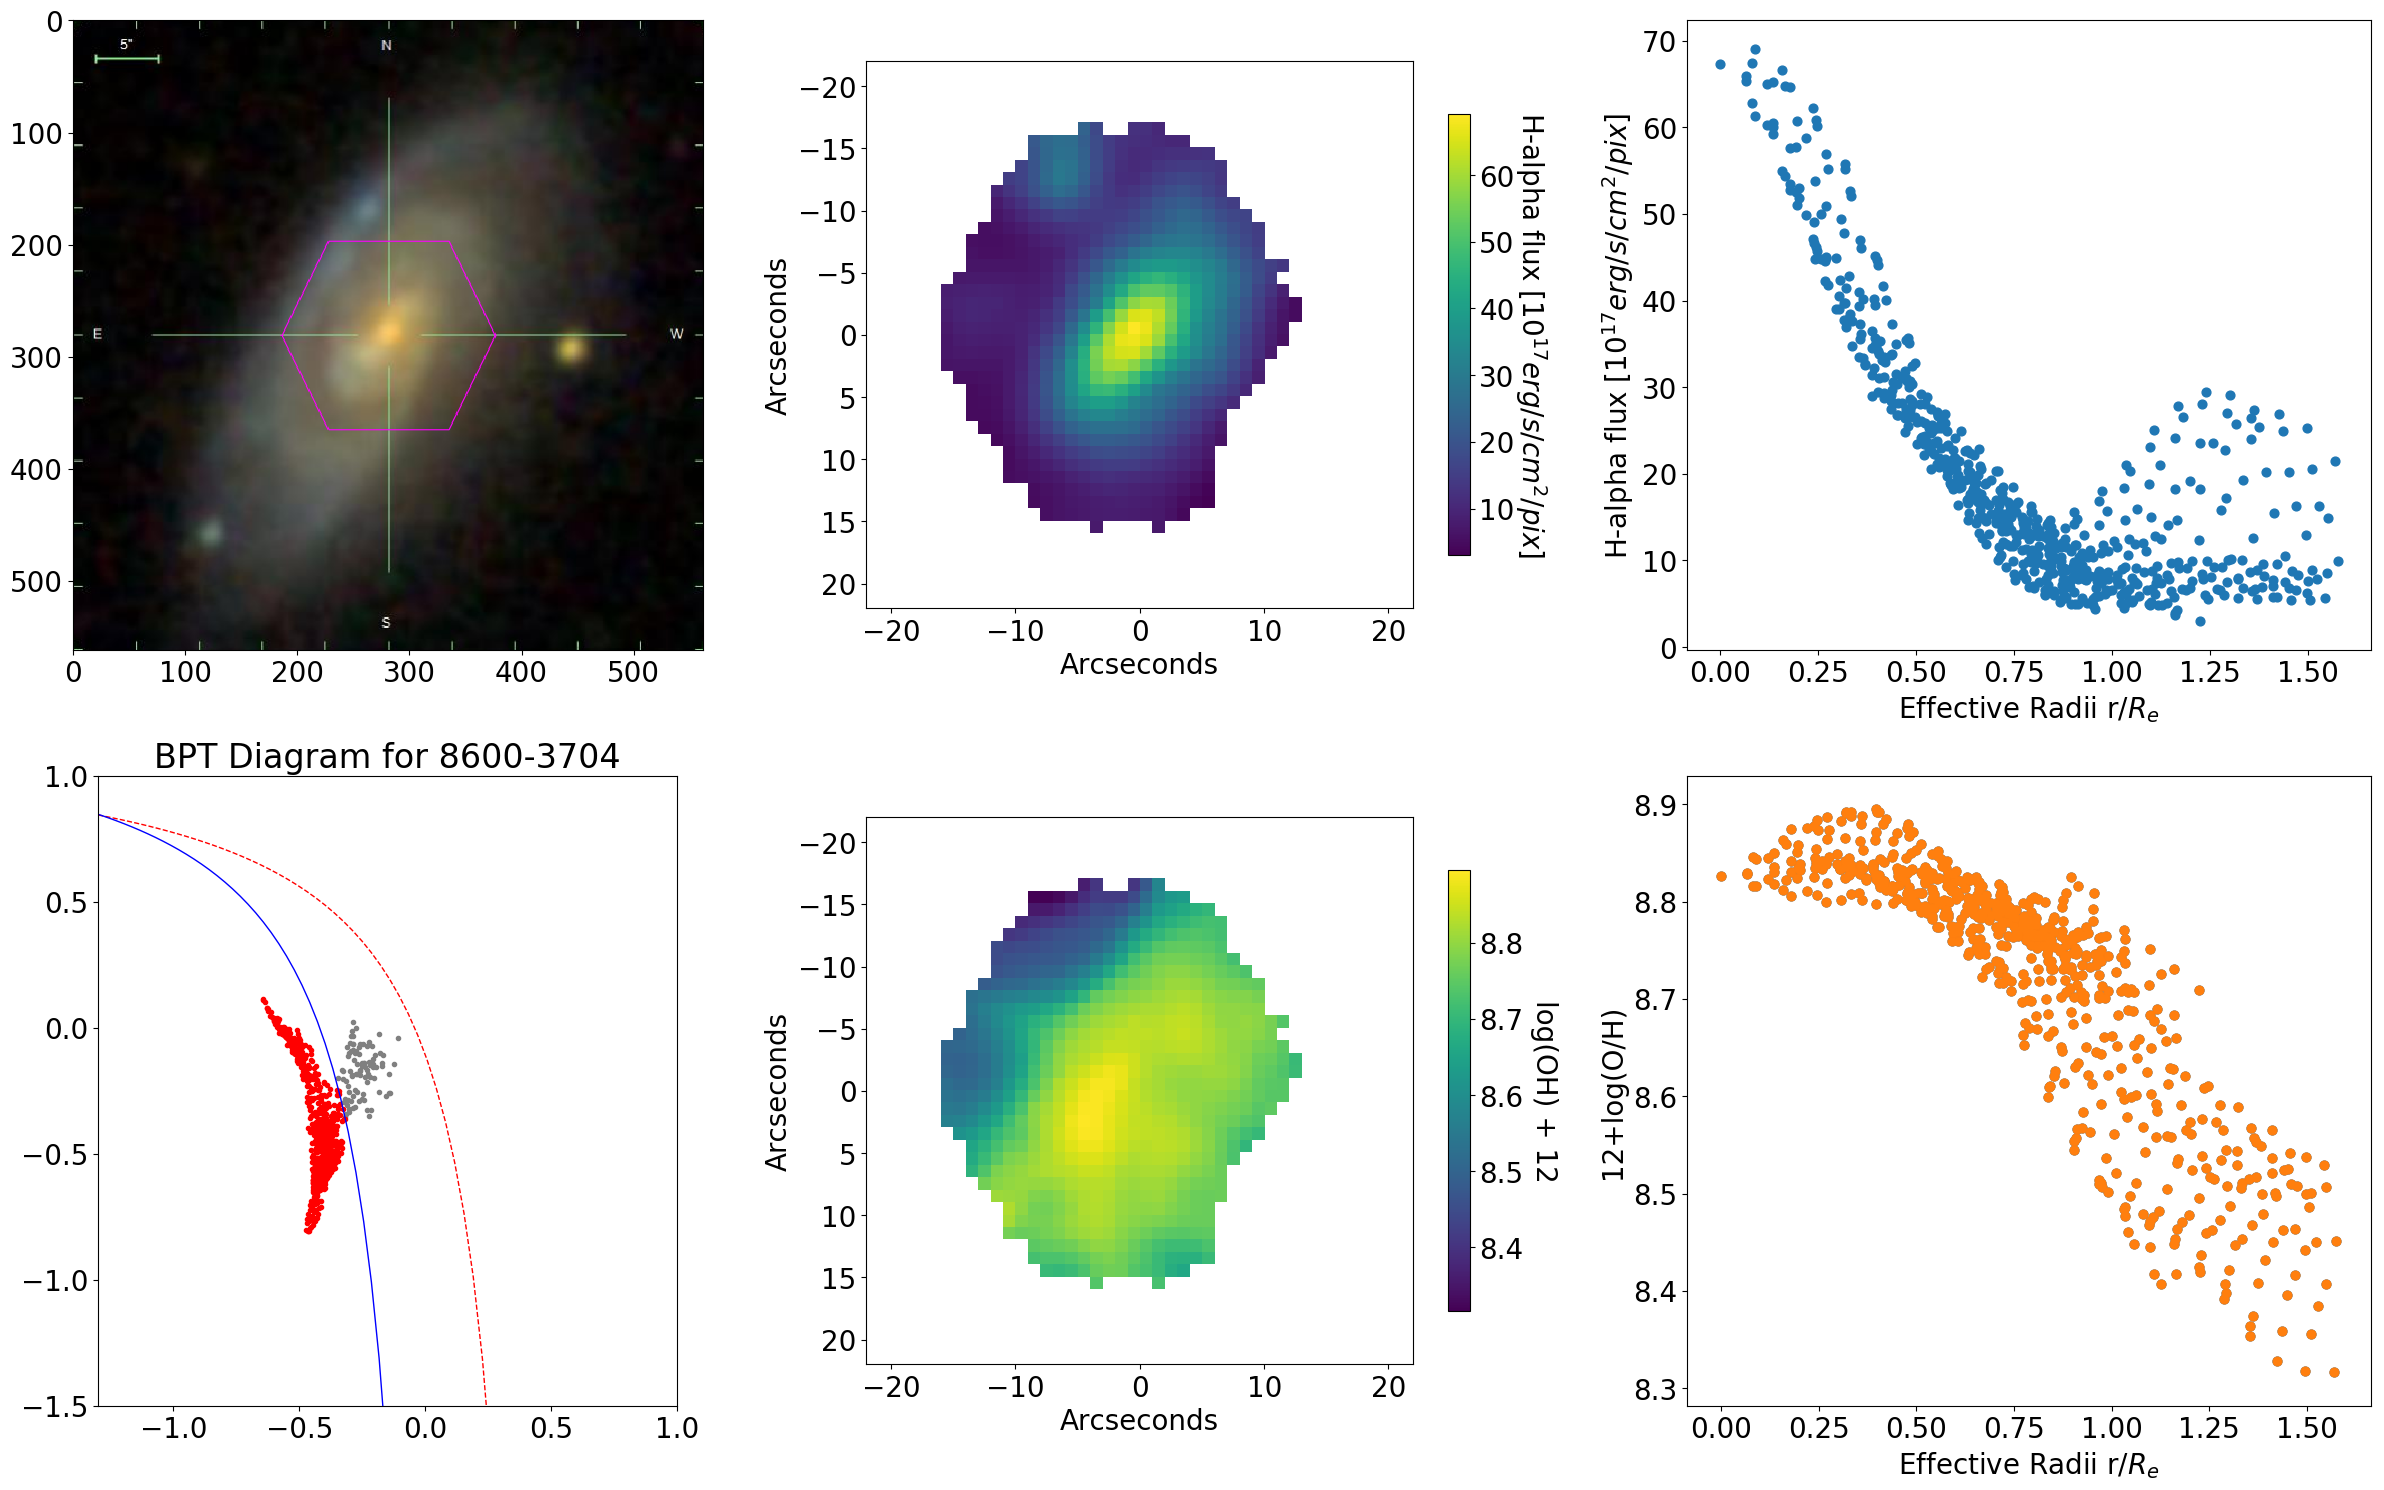 0
100
200
300
400
500
0 100 200 300 400 500
5"
N
E
W
S
−20
−15
−10
−5
0
5
10
15
20
−20 −10 0 10 20
Arcseconds
Arcseconds
60
50
40
30
20
10
H-alpha flux [10^17erg/s/cm^2/pix]
70
60
50
40
30
20
10
0
0.00 0.25 0.50 0.75 1.00 1.25 1.50
H-alpha flux [10^17erg/s/cm^2/pix]
Effective Radii r/R_e
BPT Diagram for 8600-3704
1.0
0.5
0.0
−0.5
−1.0
−1.5
−1.0 −0.5 0.0 0.5 1.0
−20
−15
−10
−5
0
5
10
15
20
−20 −10 0 10 20
Arcseconds
Arcseconds
8.8
8.7
8.6
8.5
8.4
log(OH) + 12
8.9
8.8
8.7
8.6
8.5
8.4
8.3
0.00 0.25 0.50 0.75 1.00 1.25 1.50
12+log(O/H)
Effective Radii r/R_e